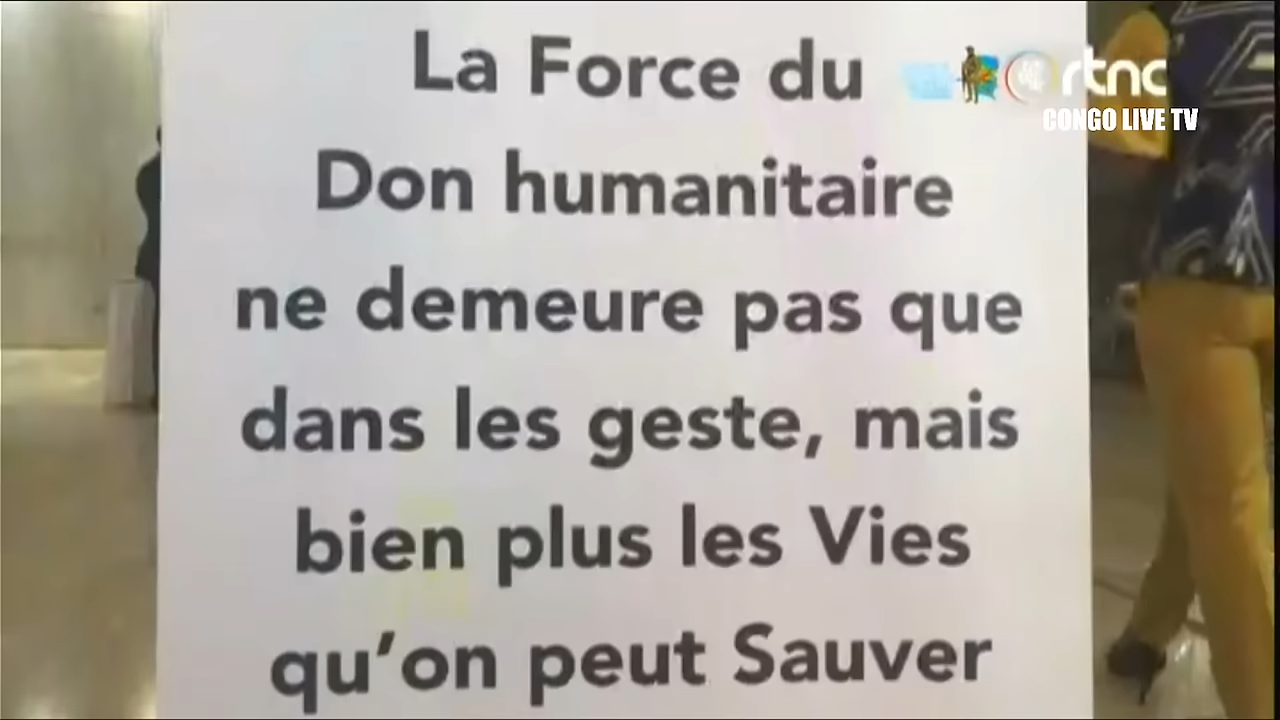 La Force du
Don humanitaire
ne demeure pas que
dans les geste, mais
bien plus les Vies
qu'on peut Sauver
rtnc
CONGO LIVE TV